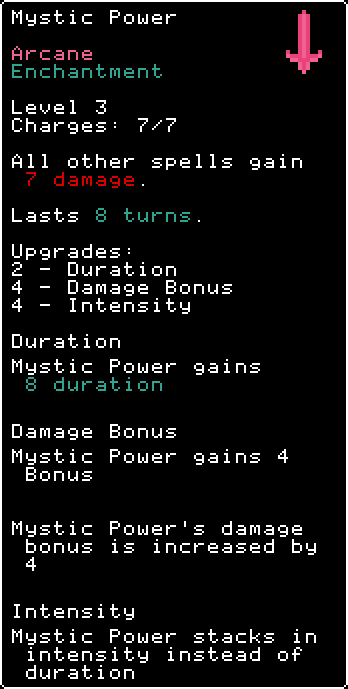 Mystic Power
Arcane
Enchantment
Level 3
Charges: 7/7
All other spells gain
7 damage.
Lasts 8 turns.
Upgrades:
2 - Duration
4 - Damage Bonus
4 - Intensity
Duration
Mystic Power gains
8 duration
Damage Bonus
Mystic Power gains 4
Bonus
Mystic Power's damage
bonus is increased by
4
Intensity
Mystic Power stacks in
intensity instead of
duration